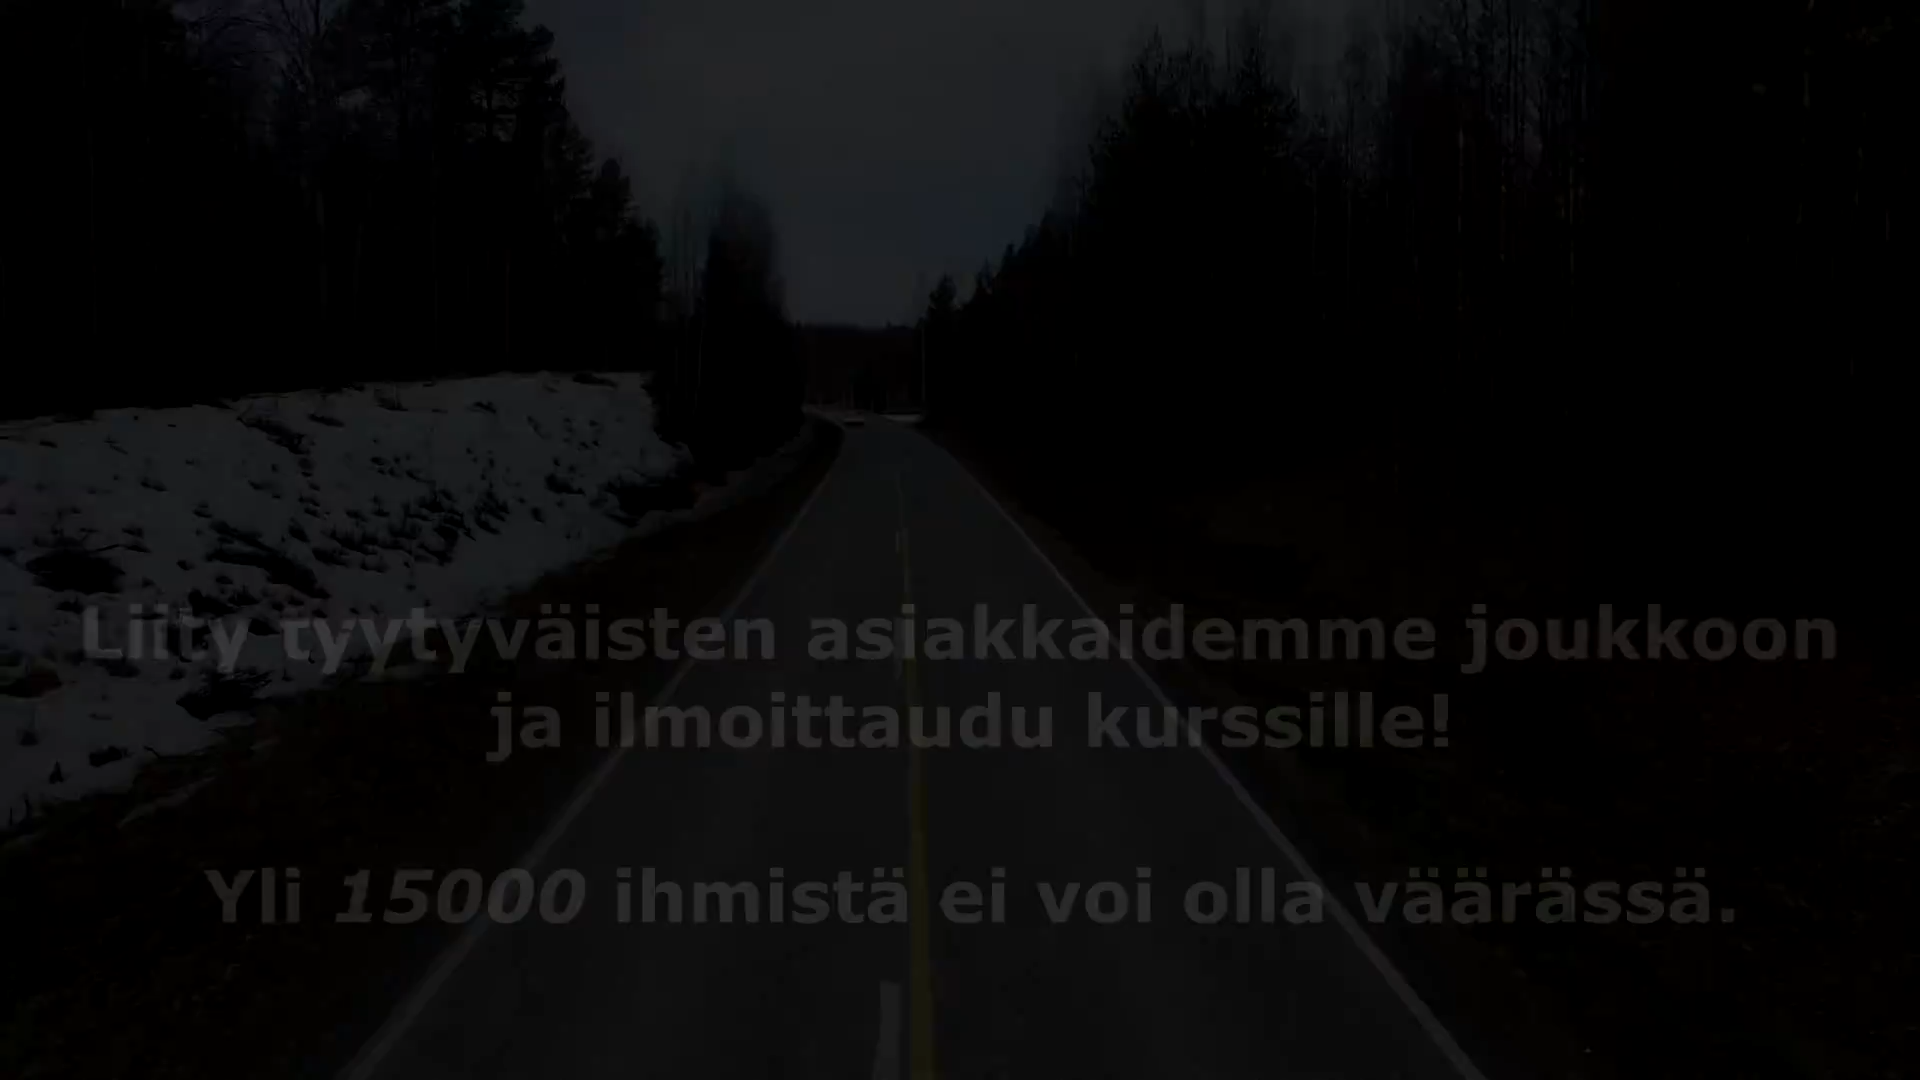 Liity tyytyväisten asiakkaidemme joukkoon
ja ilmoittaudu kurssille!
Yli 15000 ihmistä ei voi olla väärässä.